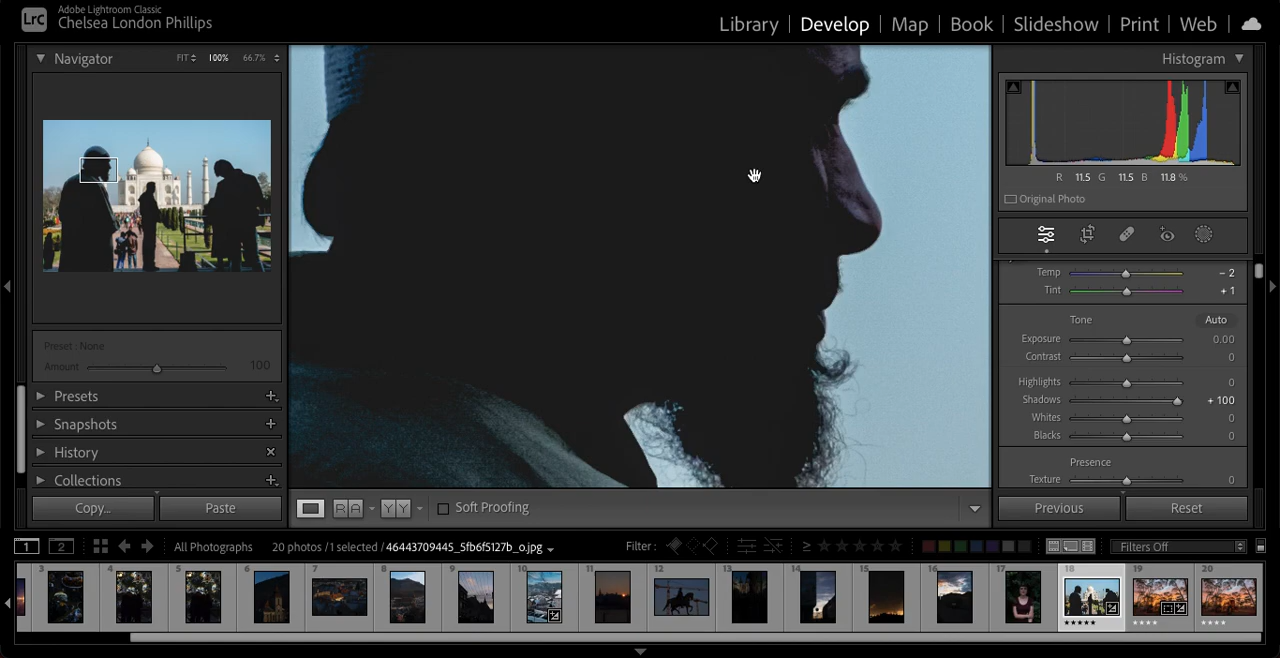 LrC
Adobe Lightroom Classic
Chelsea London Phillips
Library
Develop
Map
Book
Slideshow
Print
Web
Navigator
FIT
100%
66.7%
Preset : None
Amount
100
Presets
Snapshots
History
Collections
Copy...
Paste
R A
Y Y
Soft Proofing
Histogram
R 11.5 G 11.5 B 11.8 %
Original Photo
Temp
– 2
Tint
+ 1
Tone
Auto
Exposure
0.00
Contrast
0
Highlights
0
Shadows
+ 100
Whites
0
Blacks
0
Presence
Texture
0
Previous
Reset
1
2
All Photographs
20 photos / 1 selected / 46443709445_5fb6f5127b_o.jpg
Filter :
Filters Off
3
4
5
6
7
8
9
10
11
12
13
14
15
16
17
18
19
20